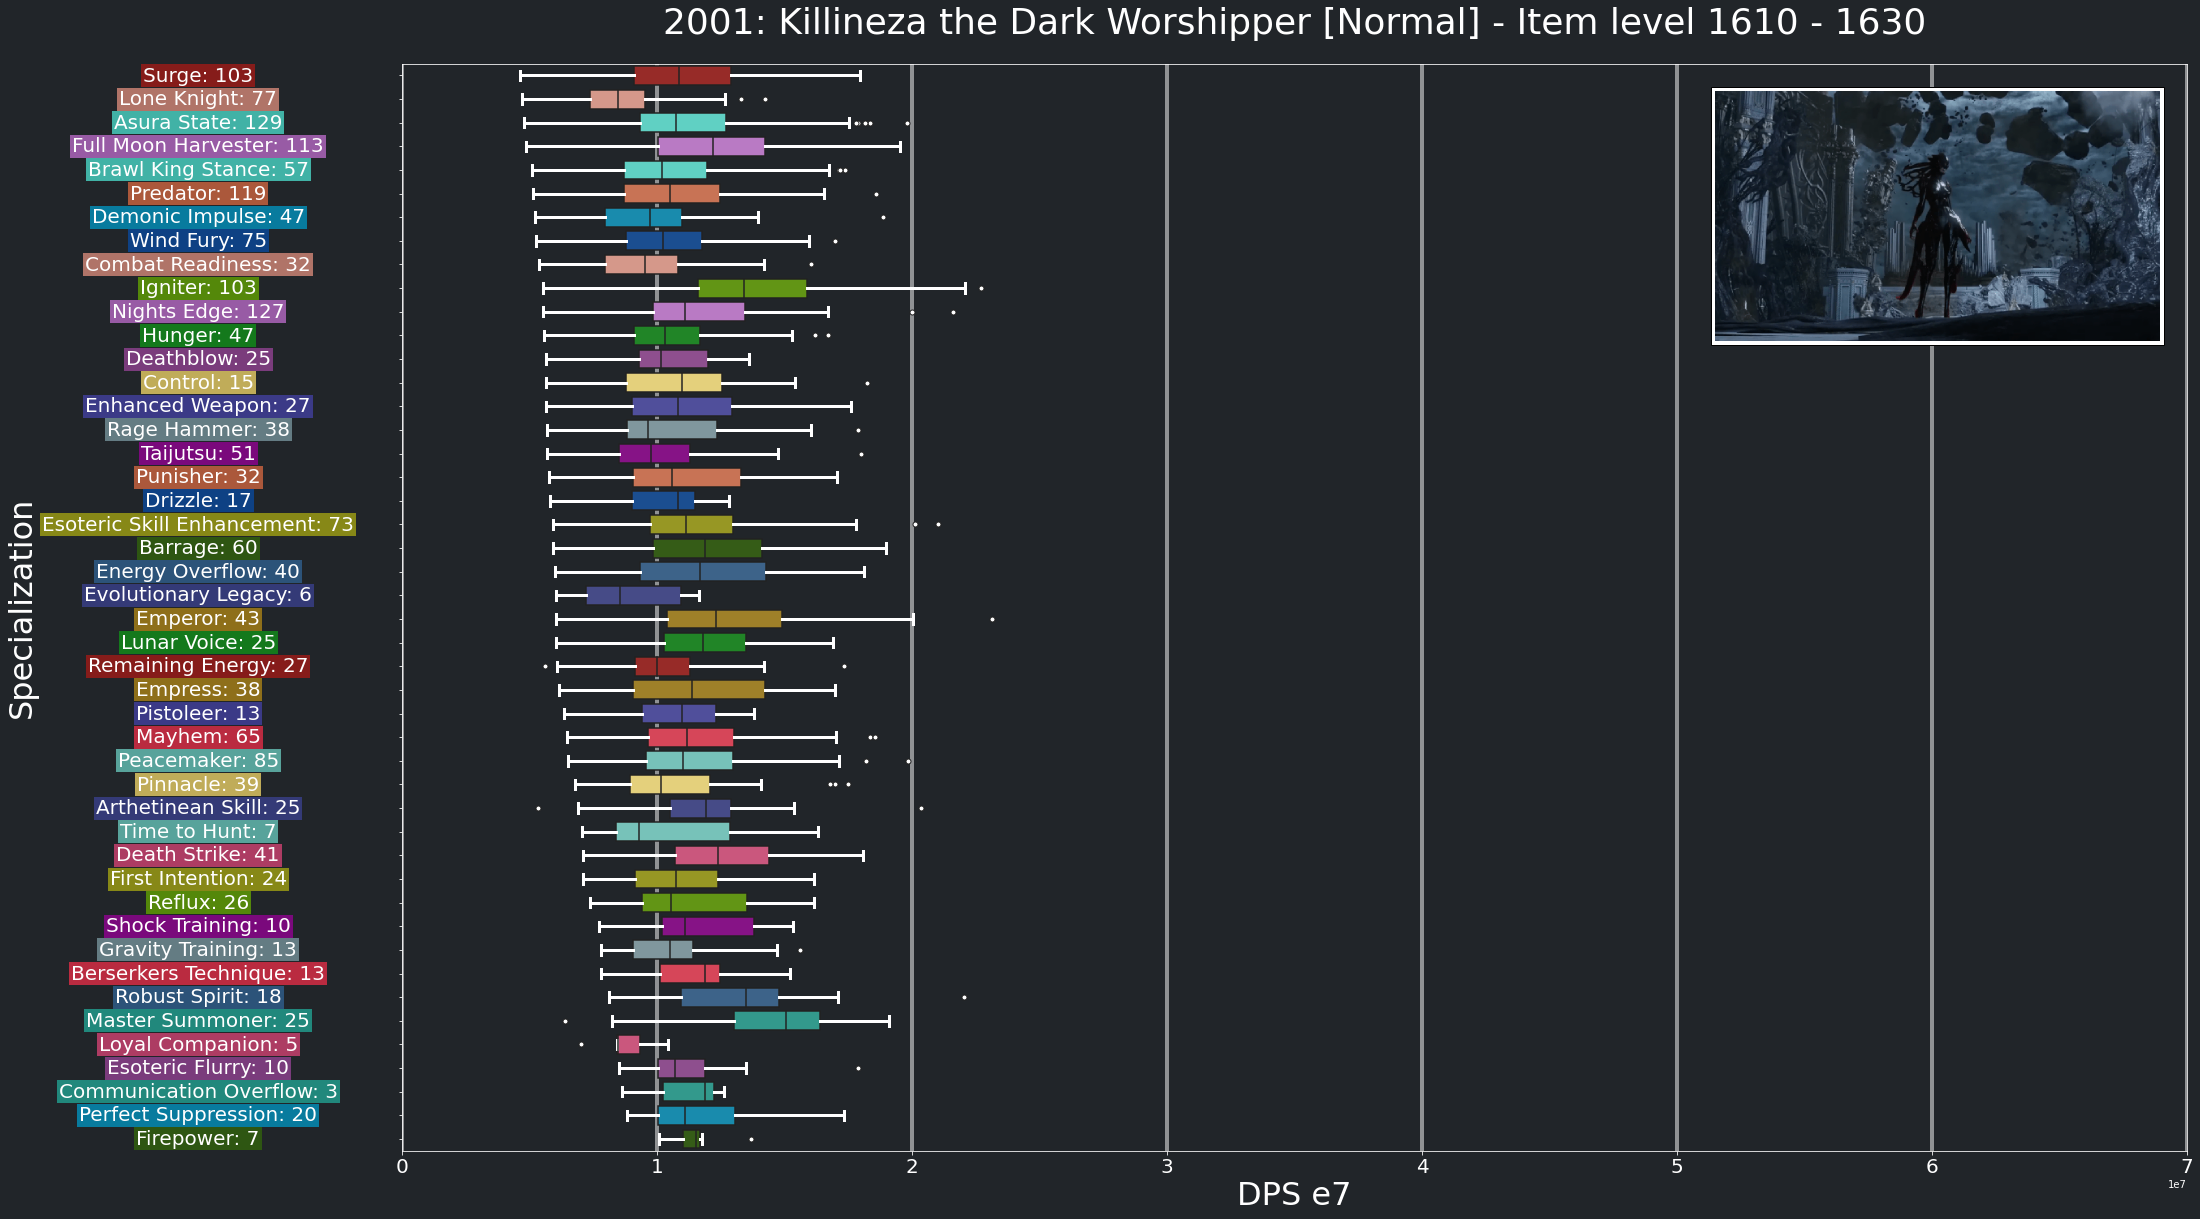 2001: Killineza the Dark Worshipper [Normal] - Item level 1610 - 1630
Surge: 103
Lone Knight: 77
Asura State: 129
Full Moon Harvester: 113
Brawl King Stance: 57
Predator: 119
Demonic Impulse: 47
Wind Fury: 75
Combat Readiness: 32
Igniter: 103
Nights Edge: 127
Hunger: 47
Deathblow: 25
Control: 15
Enhanced Weapon: 27
Rage Hammer: 38
Taijutsu: 51
Punisher: 32
Drizzle: 17
Esoteric Skill Enhancement: 73
Barrage: 60
Energy Overflow: 40
Evolutionary Legacy: 6
Emperor: 43
Lunar Voice: 25
Remaining Energy: 27
Empress: 38
Pistoleer: 13
Mayhem: 65
Peacemaker: 85
Pinnacle: 39
Arthetinean Skill: 25
Time to Hunt: 7
Death Strike: 41
First Intention: 24
Reflux: 26
Shock Training: 10
Gravity Training: 13
Berserkers Technique: 13
Robust Spirit: 18
Master Summoner: 25
Loyal Companion: 5
Esoteric Flurry: 10
Communication Overflow: 3
Perfect Suppression: 20
Firepower: 7
Specialization
0 1 2 3 4 5 6 7
1e7
DPS e7